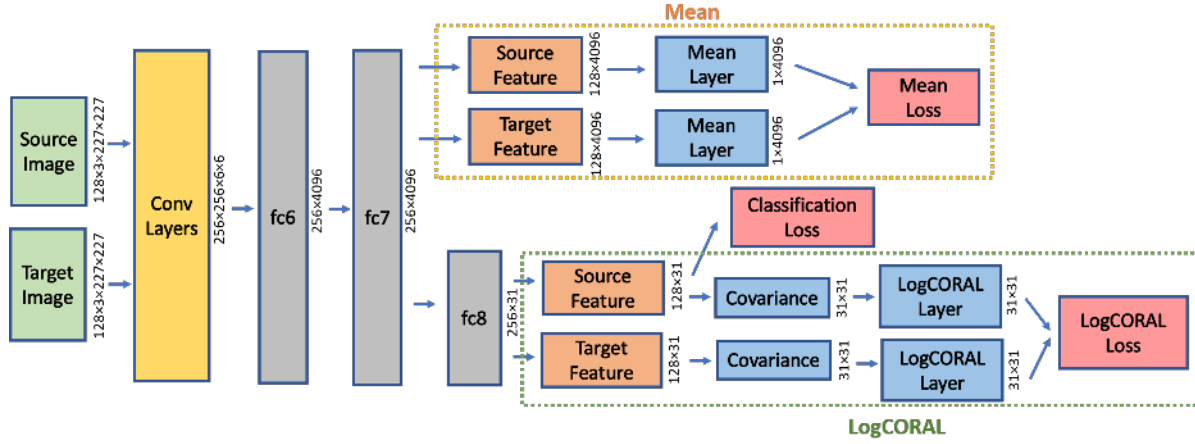 Mean
Source
Image
128×3×227×227
Target
Image
128×3×227×227
Conv
Layers
256×256×6×6
fc6
256×4096
fc7
256×4096
Source
Feature
128×4096
Mean
Layer
1×4096
Target
Feature
128×4096
Mean
Layer
1×4096
Mean
Loss
Classification
Loss
fc8
256×31
Source
Feature
128×31
Covariance
31×31
LogCORAL
Layer
31×31
Target
Feature
128×31
Covariance
31×31
LogCORAL
Layer
31×31
LogCORAL
Loss
LogCORAL